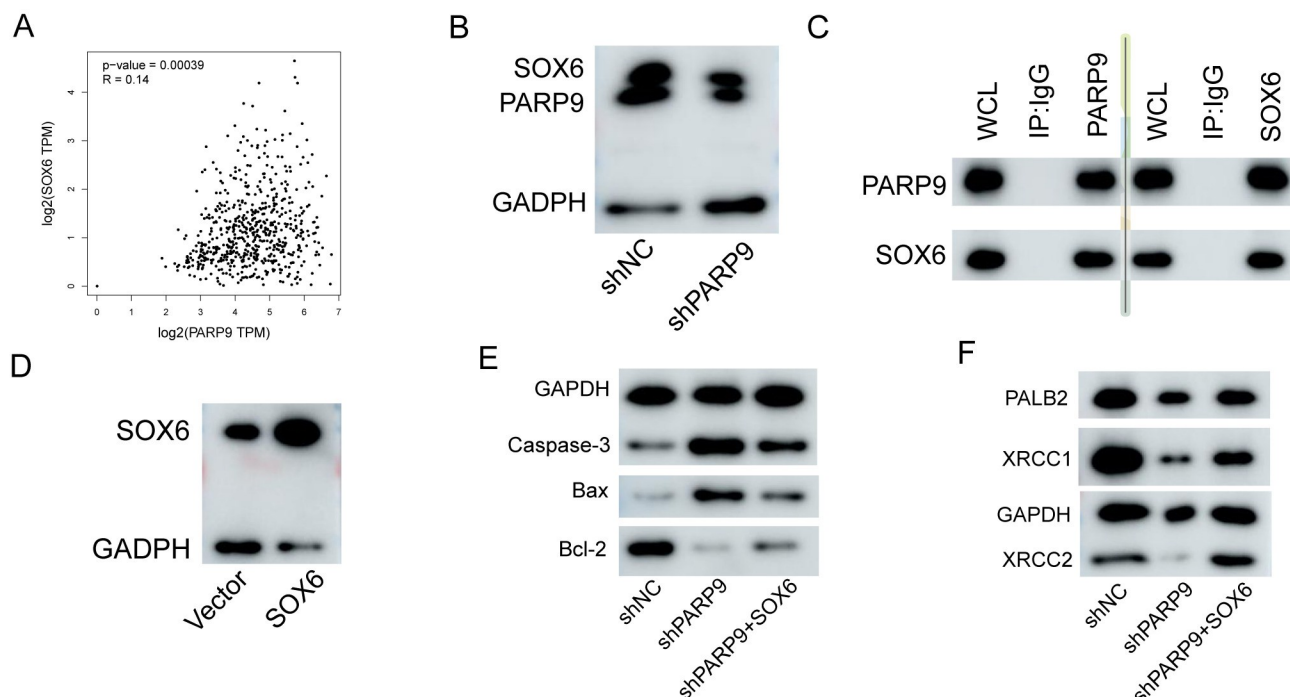 A
p-value = 0.00039
R = 0.14
log2(SOX6 TPM)
0
1
2
3
4
0 1 2 3 4 5 6 7
log2(PARP9 TPM)
B
SOX6
PARP9
GADPH
shNC
shPARP9
C
WCL
IP:IgG
PARP9
WCL
IP:IgG
SOX6
PARP9
SOX6
D
SOX6
GADPH
Vector
SOX6
E
GAPDH
Caspase-3
Bax
Bcl-2
shNC
shPARP9
shPARP9+SOX6
F
PALB2
XRCC1
GAPDH
XRCC2
shNC
shPARP9
shPARP9+SOX6